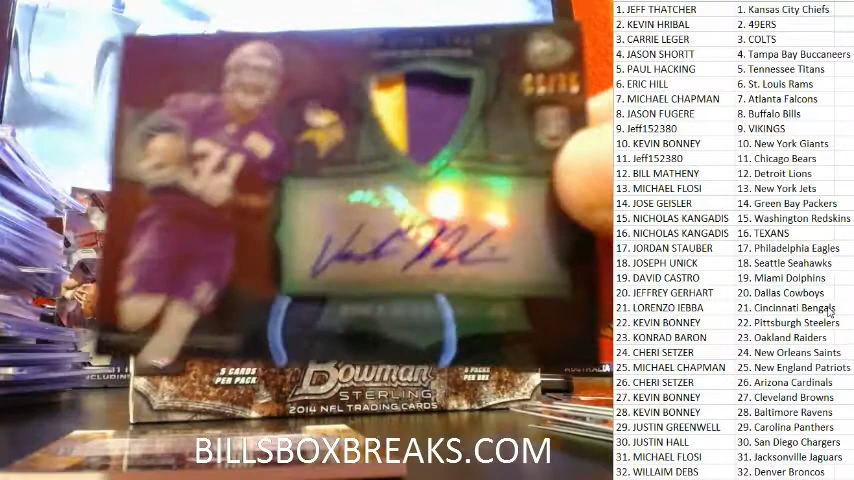 31
5 CARDS PER PACK
Bowman
STERLING
2014 NFL TRADING CARDS
6 PACKS PER BOX
BILLSBOXBREAKS.COM
1. JEFF THATCHER 1. Kansas City Chiefs
2. KEVIN HRIBAL 2. 49ERS
3. CARRIE LEGER 3. COLTS
4. JASON SHORTT 4. Tampa Bay Buccaneers
5. PAUL HACKING 5. Tennessee Titans
6. ERIC HILL 6. St. Louis Rams
7. MICHAEL CHAPMAN 7. Atlanta Falcons
8. JASON FUGERE 8. Buffalo Bills
9. Jeff152380 9. VIKINGS
10. KEVIN BONNEY 10. New York Giants
11. Jeff152380 11. Chicago Bears
12. BILL MATHENY 12. Detroit Lions
13. MICHAEL FLOSI 13. New York Jets
14. JOSE GEISLER 14. Green Bay Packers
15. NICHOLAS KANGADIS 15. Washington Redskins
16. NICHOLAS KANGADIS 16. TEXANS
17. JORDAN STAUBER 17. Philadelphia Eagles
18. JOSEPH UNICK 18. Seattle Seahawks
19. DAVID CASTRO 19. Miami Dolphins
20. JEFFREY GERHART 20. Dallas Cowboys
21. LORENZO IEBBA 21. Cincinnati Bengals
22. KEVIN BONNEY 22. Pittsburgh Steelers
23. KONRAD BARON 23. Oakland Raiders
24. CHERI SETZER 24. New Orleans Saints
25. MICHAEL CHAPMAN 25. New England Patriots
26. CHERI SETZER 26. Arizona Cardinals
27. KEVIN BONNEY 27. Cleveland Browns
28. KEVIN BONNEY 28. Baltimore Ravens
29. JUSTIN GREENWELL 29. Carolina Panthers
30. JUSTIN HALL 30. San Diego Chargers
31. MICHAEL FLOSI 31. Jacksonville Jaguars
32. WILLAIM DEBS 32. Denver Broncos